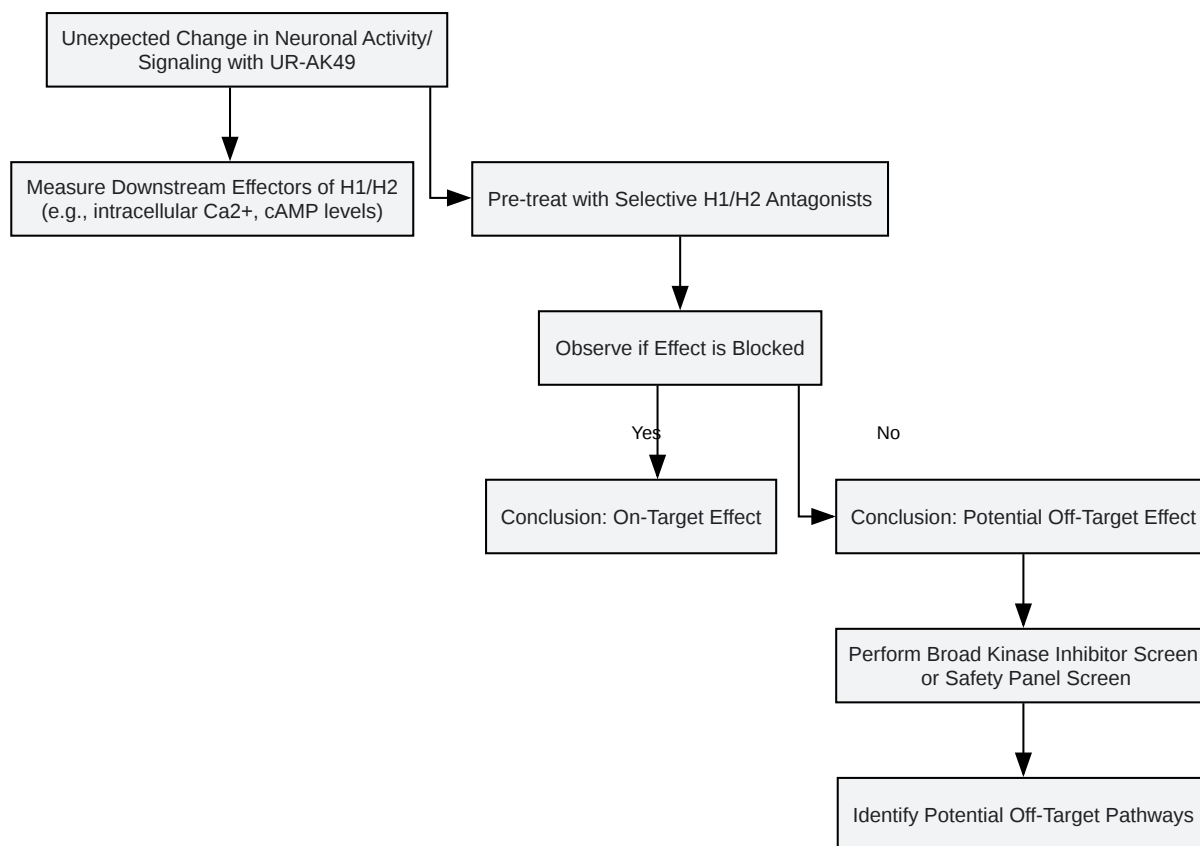 Unexpected Change in Neuronal Activity/
Signaling with UR-AK49
Measure Downstream Effectors of H1/H2
(e.g., intracellular Ca2+, cAMP levels)
Pre-treat with Selective H1/H2 Antagonists
Observe if Effect is Blocked
Yes
No
Conclusion: On-Target Effect
Conclusion: Potential Off-Target Effect
Perform Broad Kinase Inhibitor Screen
or Safety Panel Screen
Identify Potential Off-Target Pathways